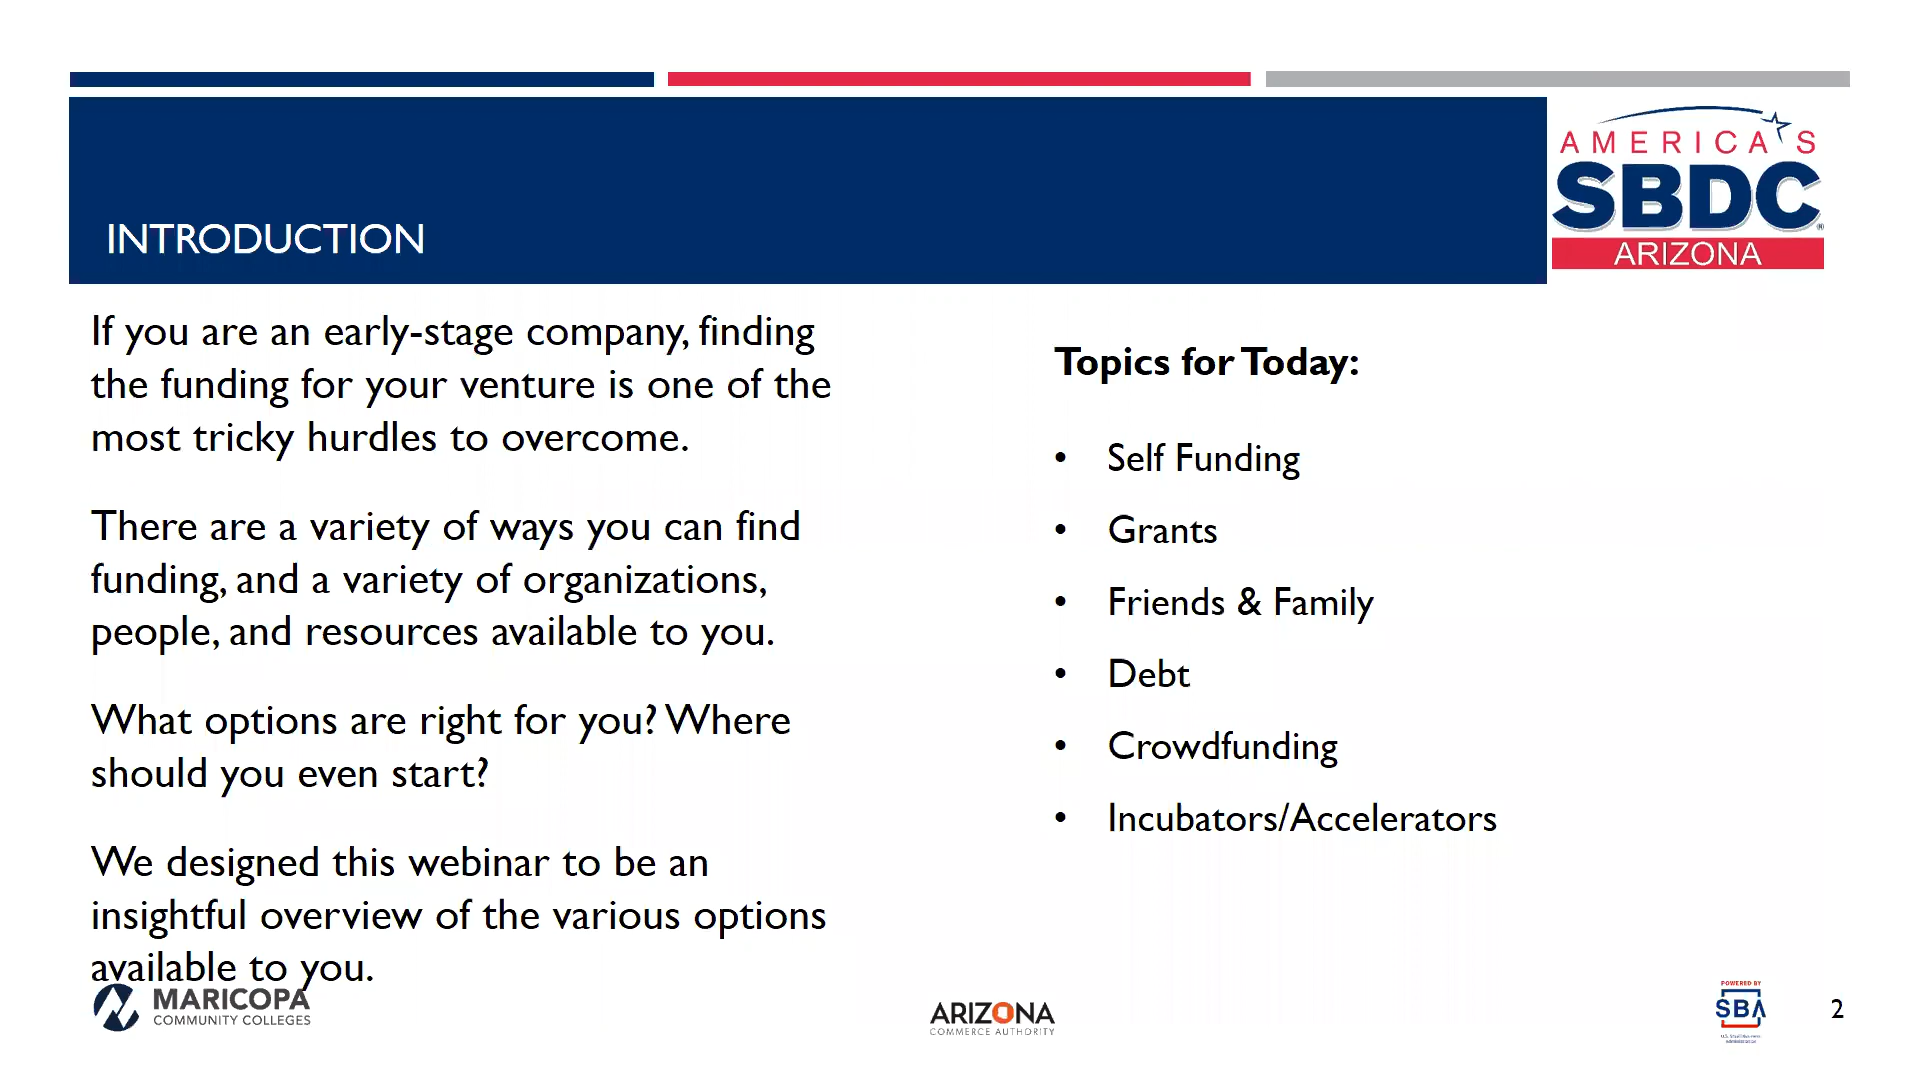 AMERICA'S
SBDC
ARIZONA
INTRODUCTION
If you are an early-stage company, finding
the funding for your venture is one of the
most tricky hurdles to overcome.
There are a variety of ways you can find
funding, and a variety of organizations,
people, and resources available to you.
What options are right for you? Where
should you even start?
We designed this webinar to be an
insightful overview of the various options
available to you.
Topics for Today:
• Self Funding
• Grants
• Friends & Family
• Debt
• Crowdfunding
• Incubators/Accelerators
MARICOPA
COMMUNITY COLLEGES
ARIZONA
COMMERCE AUTHORITY
POWERED BY
SBA
2